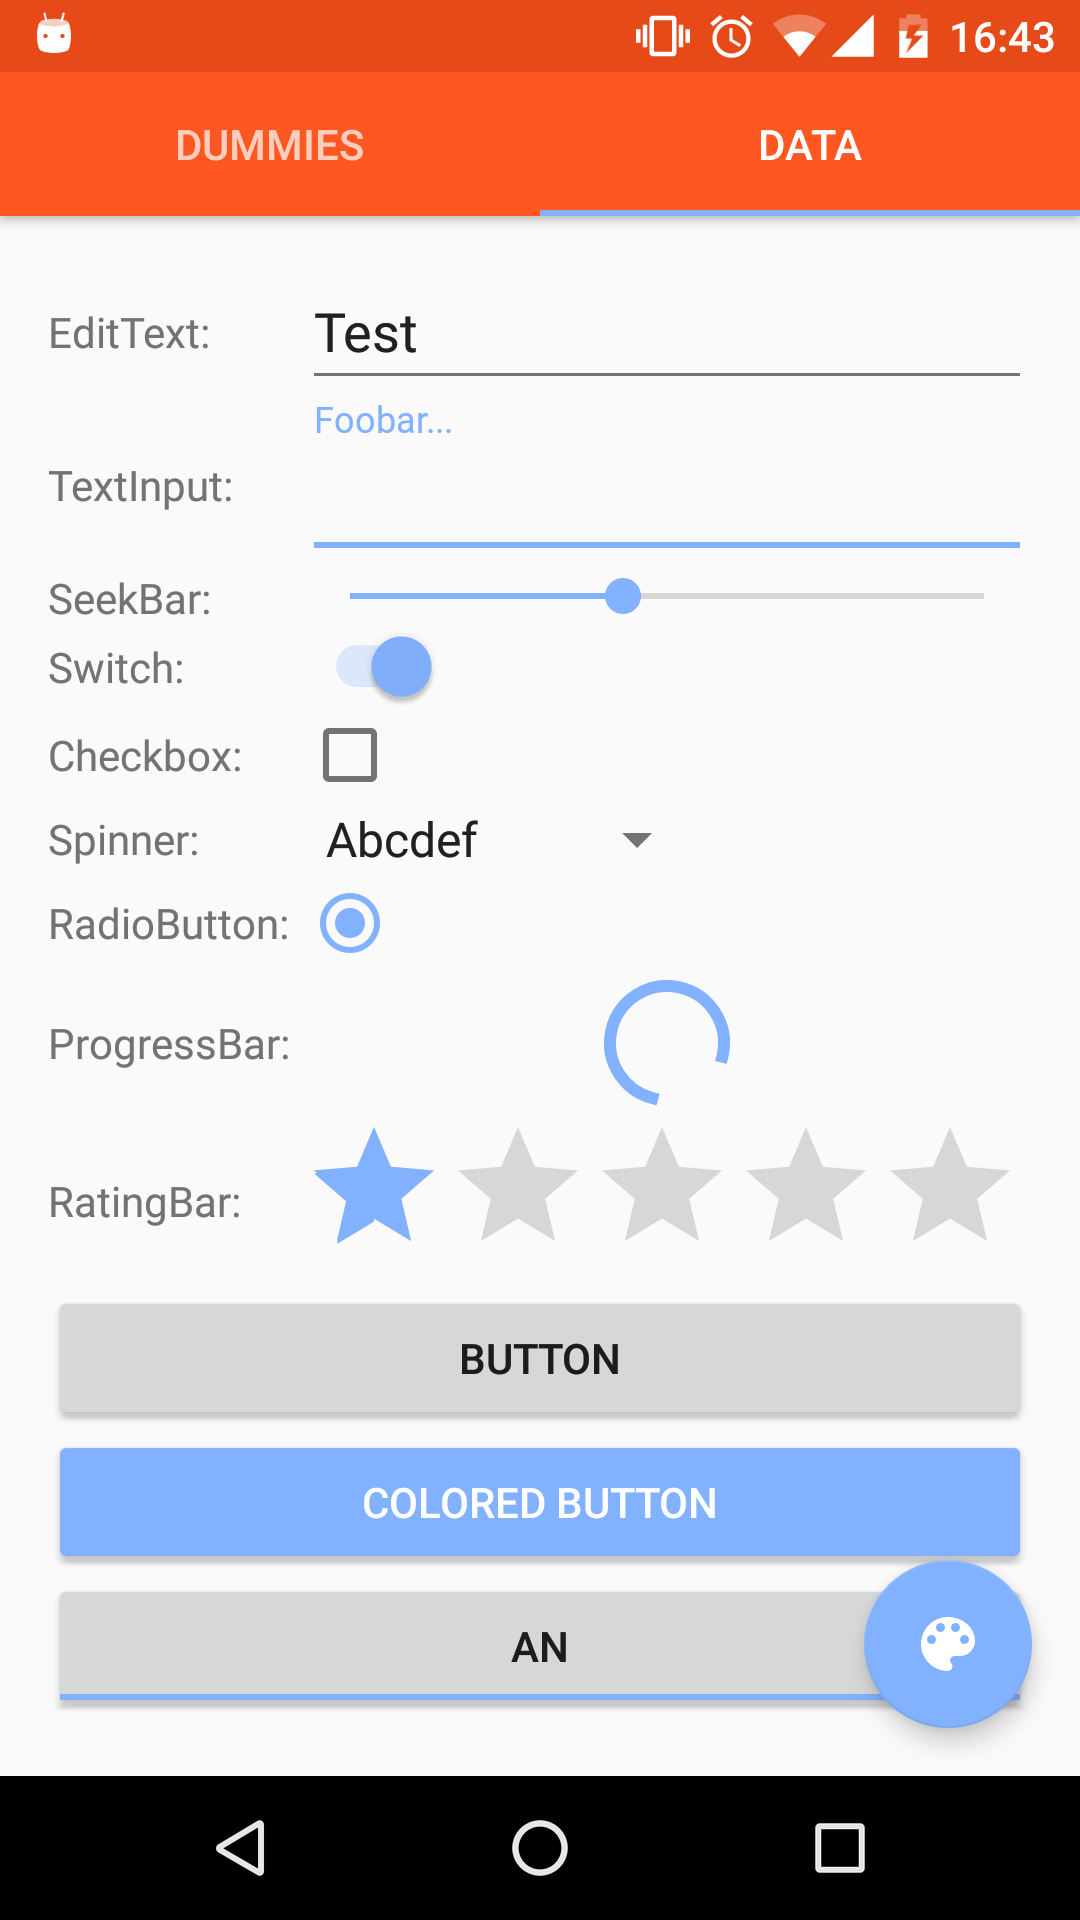 16:43
DUMMIES DATA
EditText: Test
Foobar...
TextInput:
SeekBar:
Switch:
Checkbox:
Spinner: Abcdef
RadioButton:
ProgressBar:
RatingBar:
BUTTON
COLORED BUTTON
AN